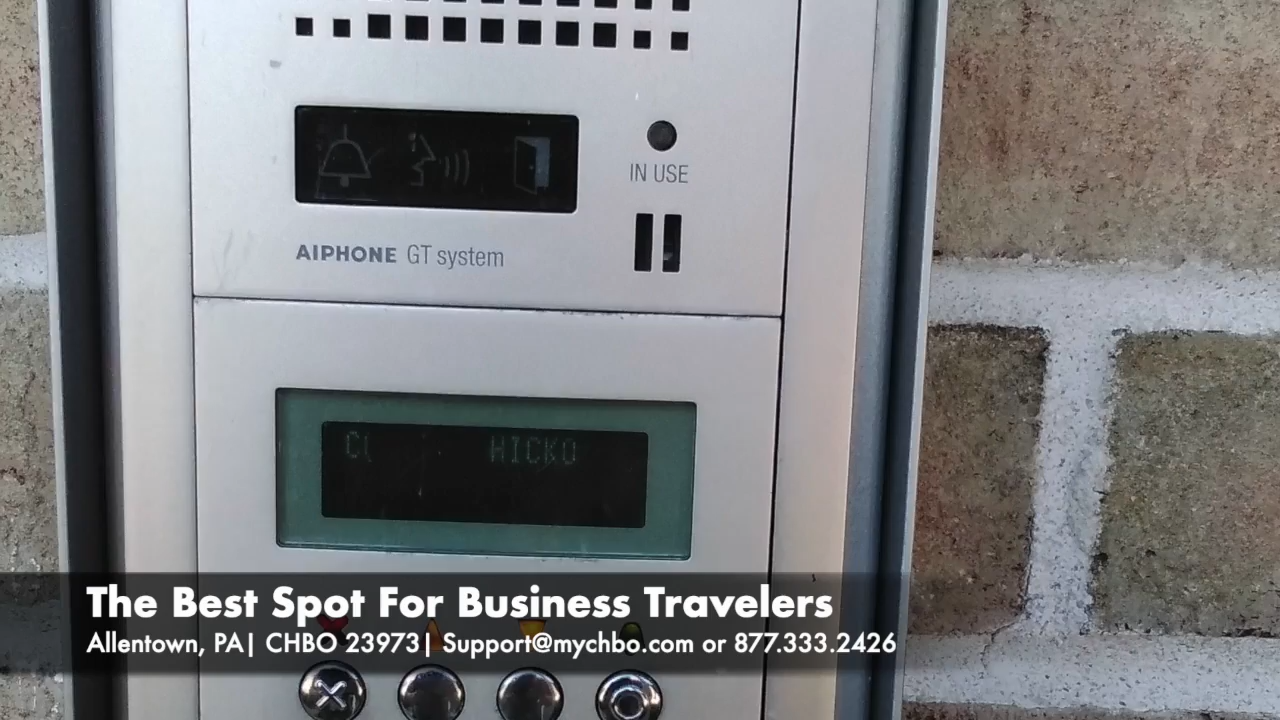 IN USE
AIPHONE GT system
HICKO
The Best Spot For Business Travelers
Allentown, PA| CHBO 23973| Support@mychbo.com or 877.333.2426